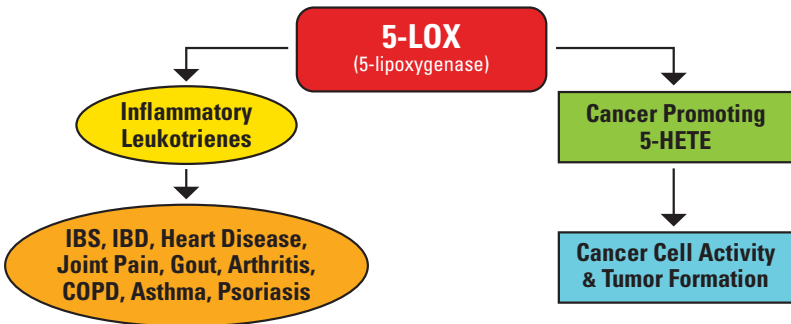 5-LOX
(5-lipoxygenase)
Inflammatory
Leukotrienes
Cancer Promoting
5-HETE
IBS, IBD, Heart Disease,
Joint Pain, Gout, Arthritis,
COPD, Asthma, Psoriasis
Cancer Cell Activity
& Tumor Formation